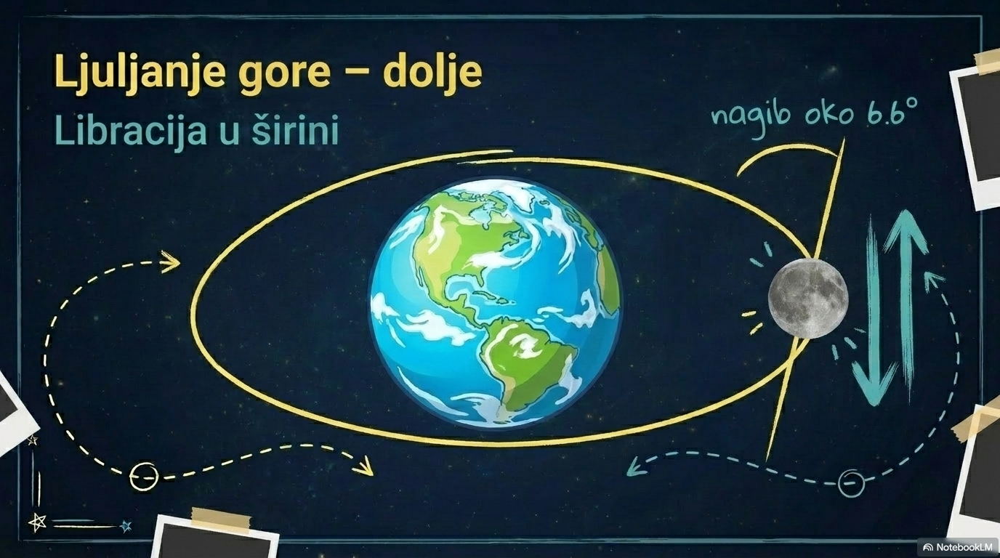 Ljuljanje gore – dolje
Libracija u širini
nagib oko 6.6°
NotebookLM